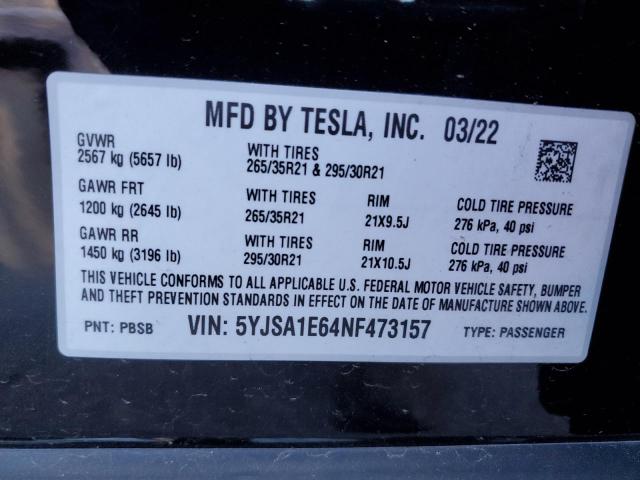 MFD BY TESLA, INC. 03/22
GVWR
2567 kg (5657 lb)
WITH TIRES
265/35R21 & 295/30R21
GAWR FRT
1200 kg (2645 lb)
WITH TIRES
265/35R21
RIM
21X9.5J
COLD TIRE PRESSURE
276 kPa, 40 psi
GAWR RR
1450 kg (3196 lb)
WITH TIRES
295/30R21
RIM
21X10.5J
COLD TIRE PRESSURE
276 kPa, 40 psi
THIS VEHICLE CONFORMS TO ALL APPLICABLE U.S. FEDERAL MOTOR VEHICLE SAFETY, BUMPER
AND THEFT PREVENTION STANDARDS IN EFFECT ON THE DATE OF MANUFACTURE SHOWN ABOVE.
PNT: PBSB VIN: 5YJSA1E64NF473157 TYPE: PASSENGER